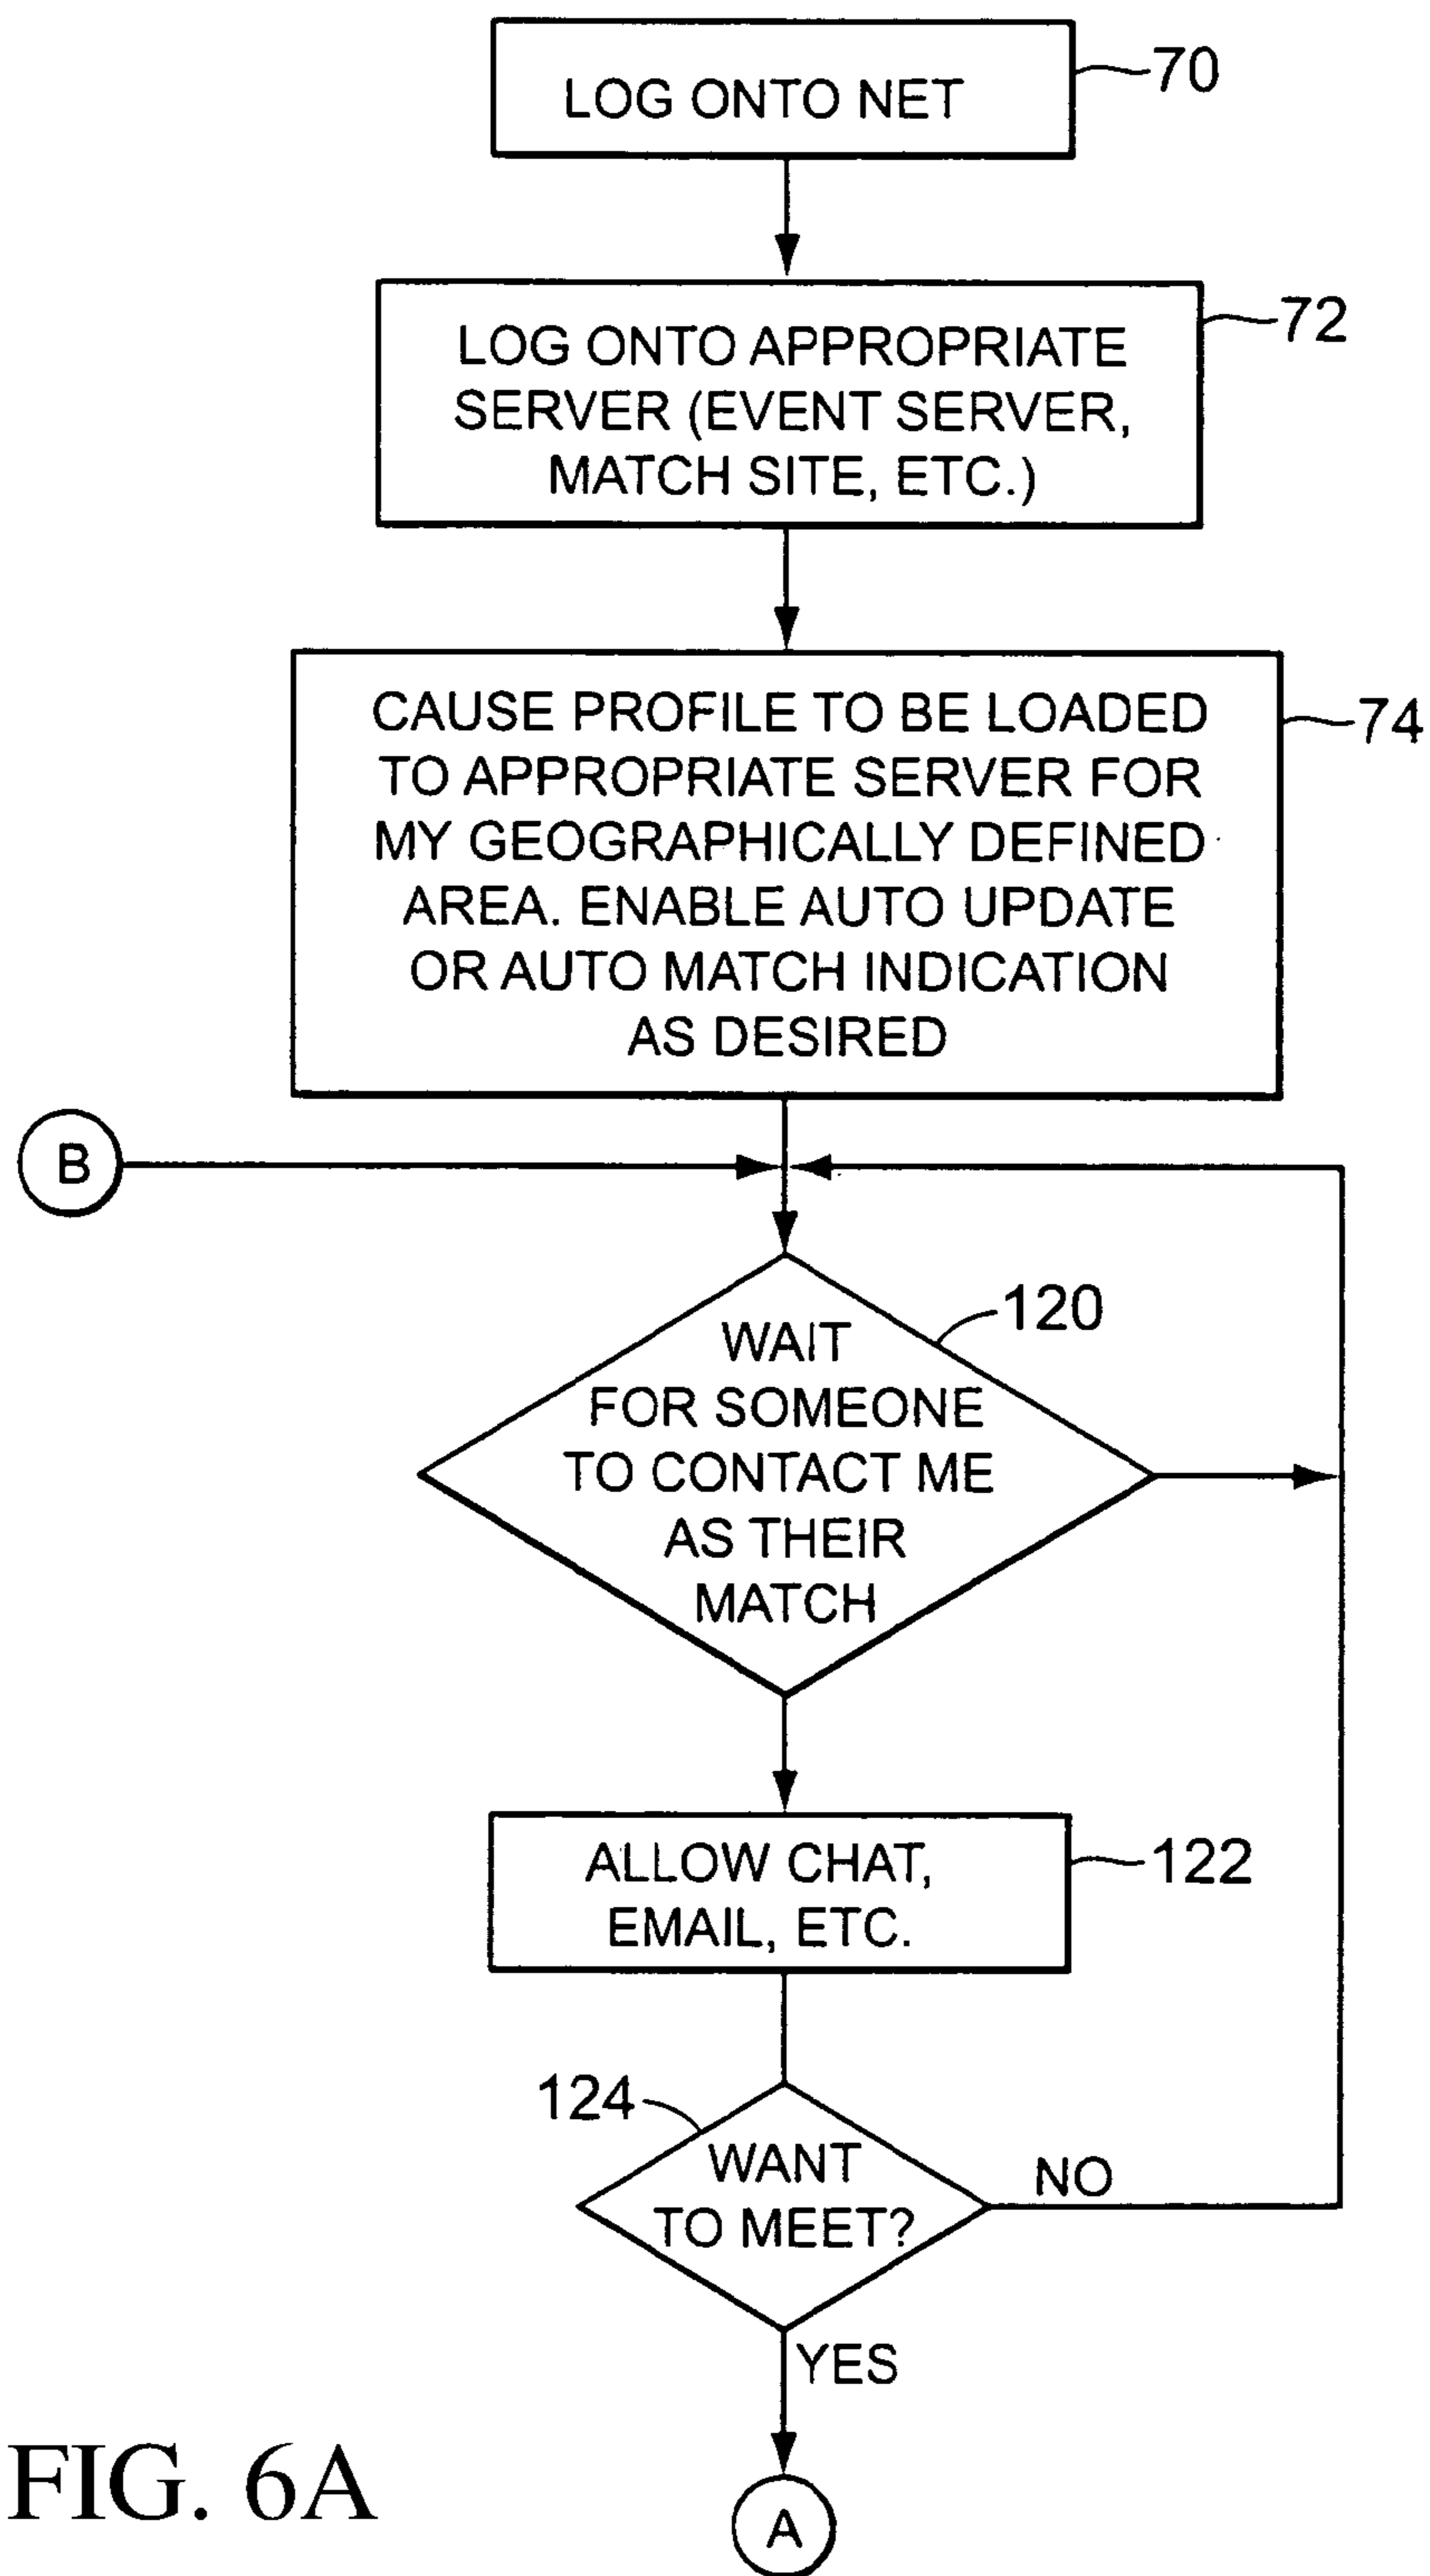 LOG ONTO NET
70
LOG ONTO APPROPRIATE
SERVER (EVENT SERVER,
MATCH SITE, ETC.)
72
CAUSE PROFILE TO BE LOADED
TO APPROPRIATE SERVER FOR
MY GEOGRAPHICALLY DEFINED
AREA. ENABLE AUTO UPDATE
OR AUTO MATCH INDICATION
AS DESIRED
74
B
120
WAIT
FOR SOMEONE
TO CONTACT ME
AS THEIR
MATCH
ALLOW CHAT,
EMAIL, ETC.
122
124
WANT
TO MEET?
NO
YES
A
FIG. 6A